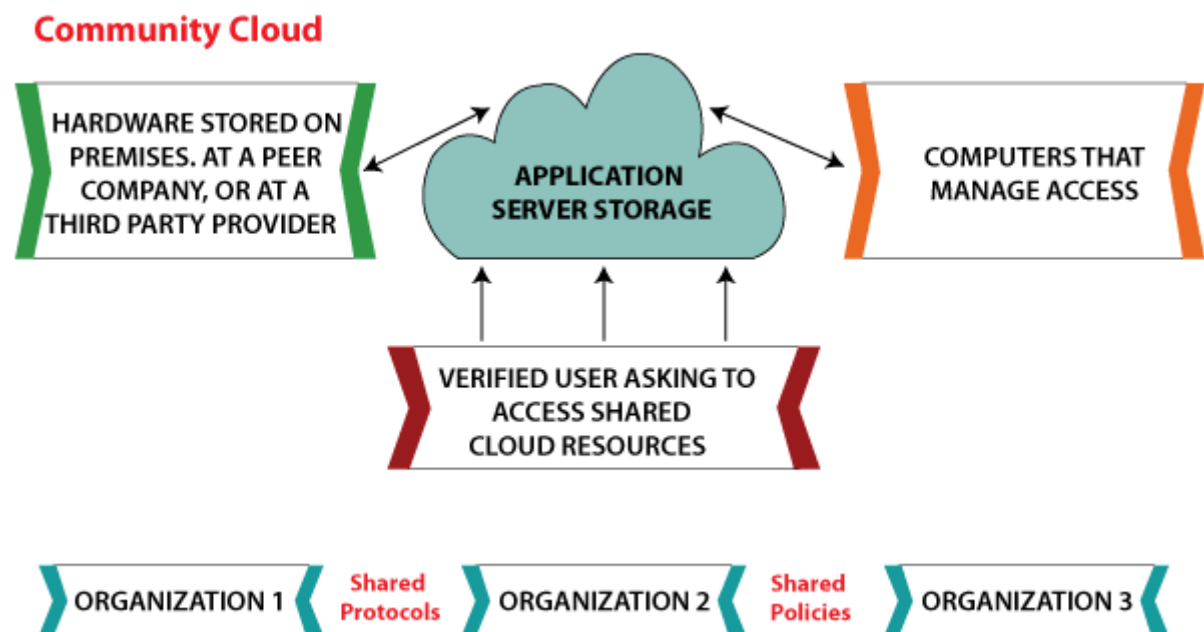 Community Cloud
HARDWARE STORED ON
PREMISES. AT A PEER
COMPANY, OR AT A
THIRD PARTY PROVIDER
APPLICATION
SERVER STORAGE
COMPUTERS THAT
MANAGE ACCESS
VERIFIED USER ASKING TO
ACCESS SHARED
CLOUD RESOURCES
ORGANIZATION 1
Shared
Protocols
ORGANIZATION 2
Shared
Policies
ORGANIZATION 3